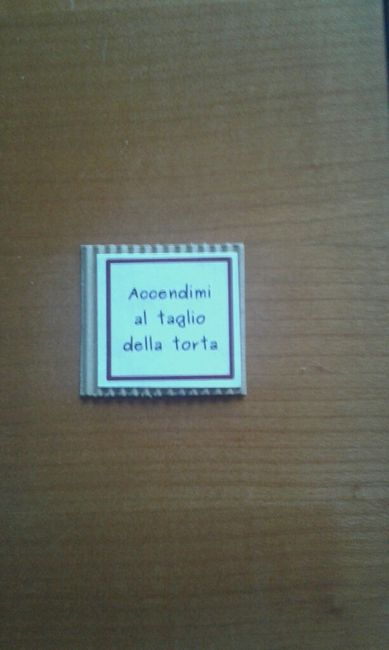 Accendimi
al taglio
della torta